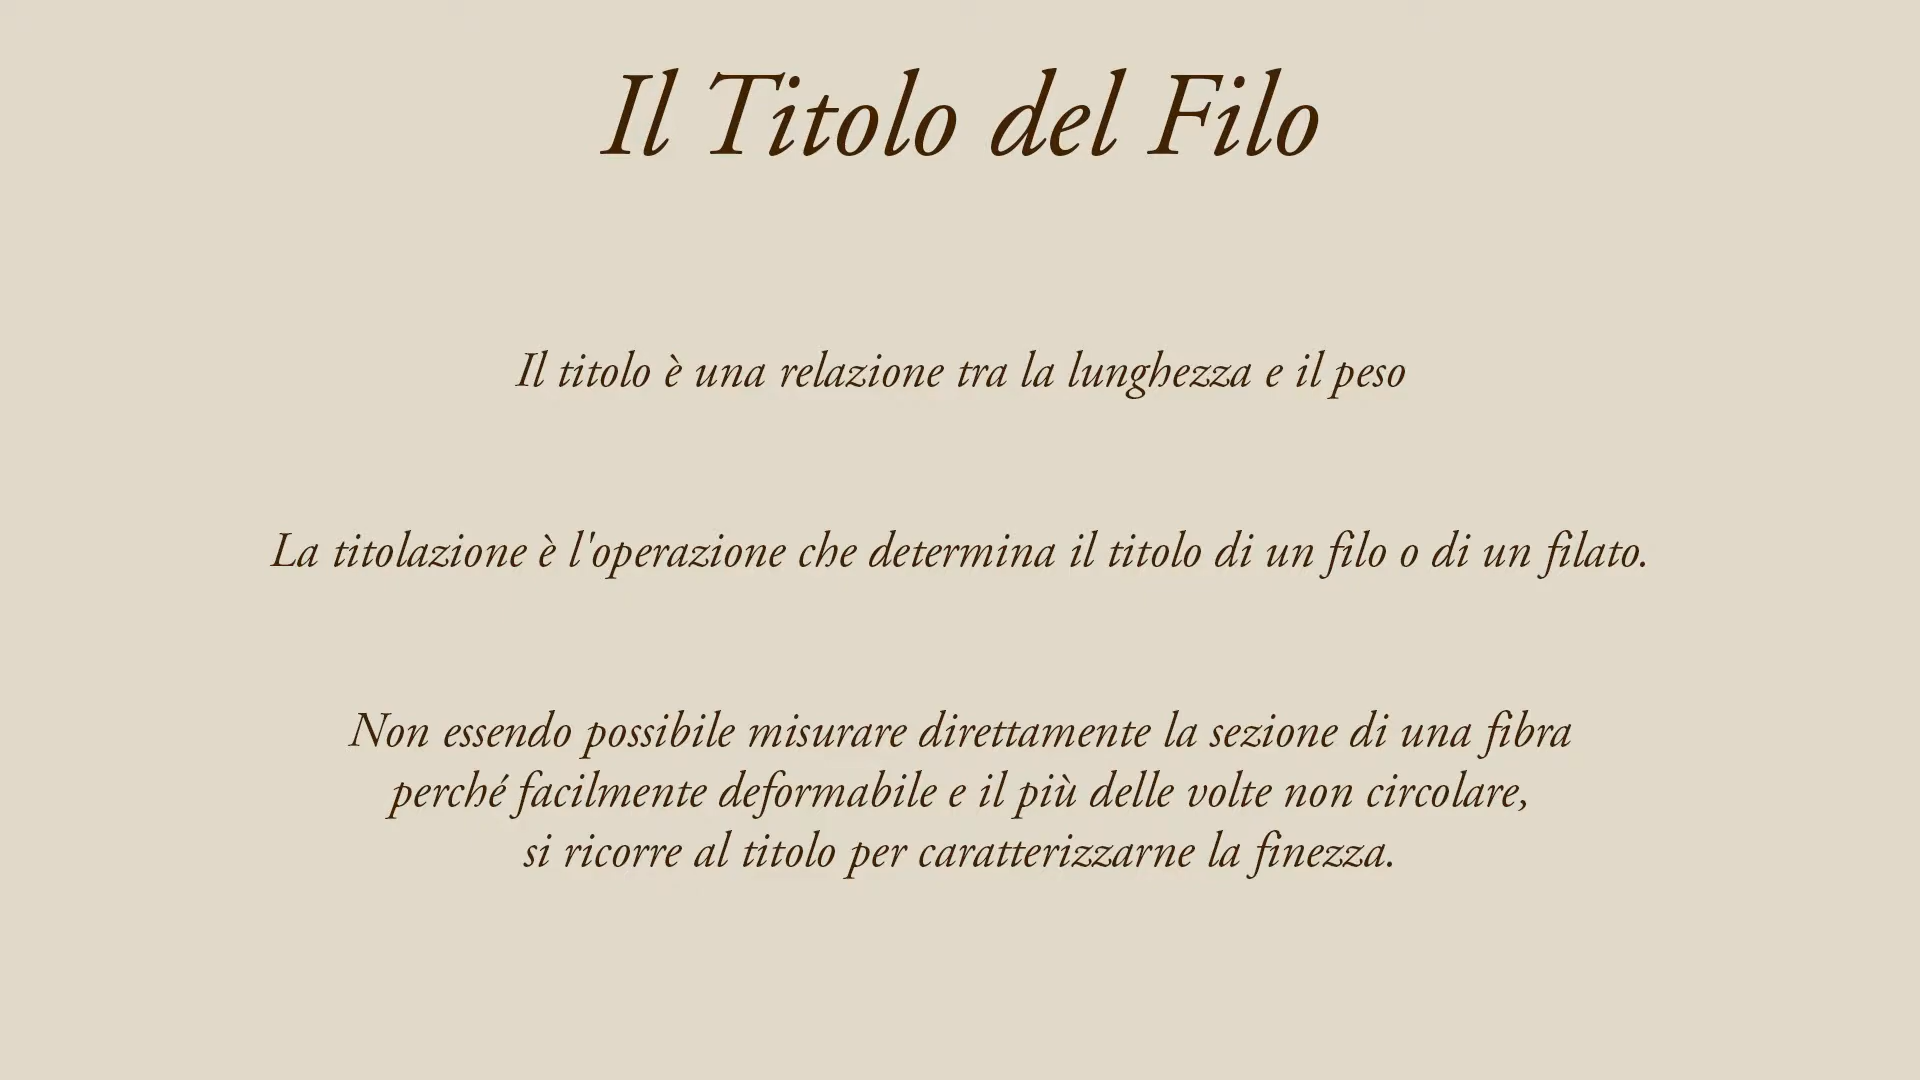 Il Titolo del Filo
Il titolo è una relazione tra la lunghezza e il peso
La titolazione è l'operazione che determina il titolo di un filo o di un filato.
Non essendo possibile misurare direttamente la sezione di una fibra
perché facilmente deformabile e il più delle volte non circolare,
si ricorre al titolo per caratterizzarne la finezza.